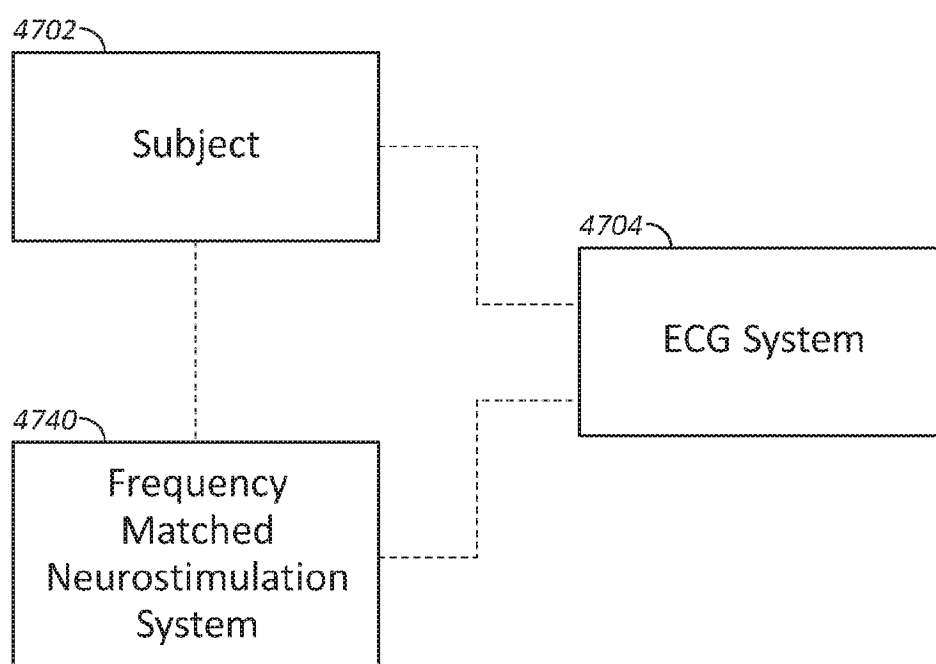 4702
Subject
4704
ECG System
4740
Frequency
Matched
Neurostimulation
System